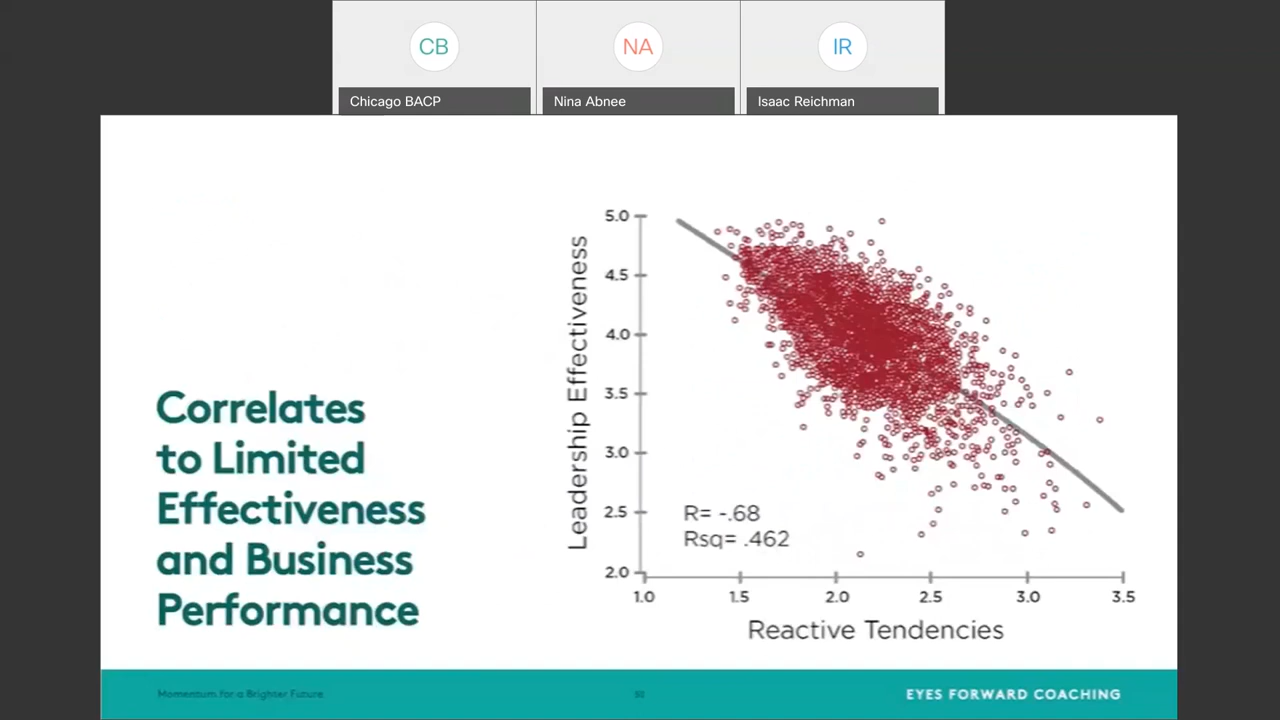 CB
NA
IR
Chicago BACP
Nina Abnee
Isaac Reichman
Correlates
to Limited
Effectiveness
and Business
Performance
Leadership Effectiveness
5.0
4.5
4.0
3.5
3.0
2.5
2.0
R= -.68
Rsq= .462
1.0
1.5
2.0
2.5
3.0
3.5
Reactive Tendencies
Momentum for a Brighter Future
EYES FORWARD COACHING